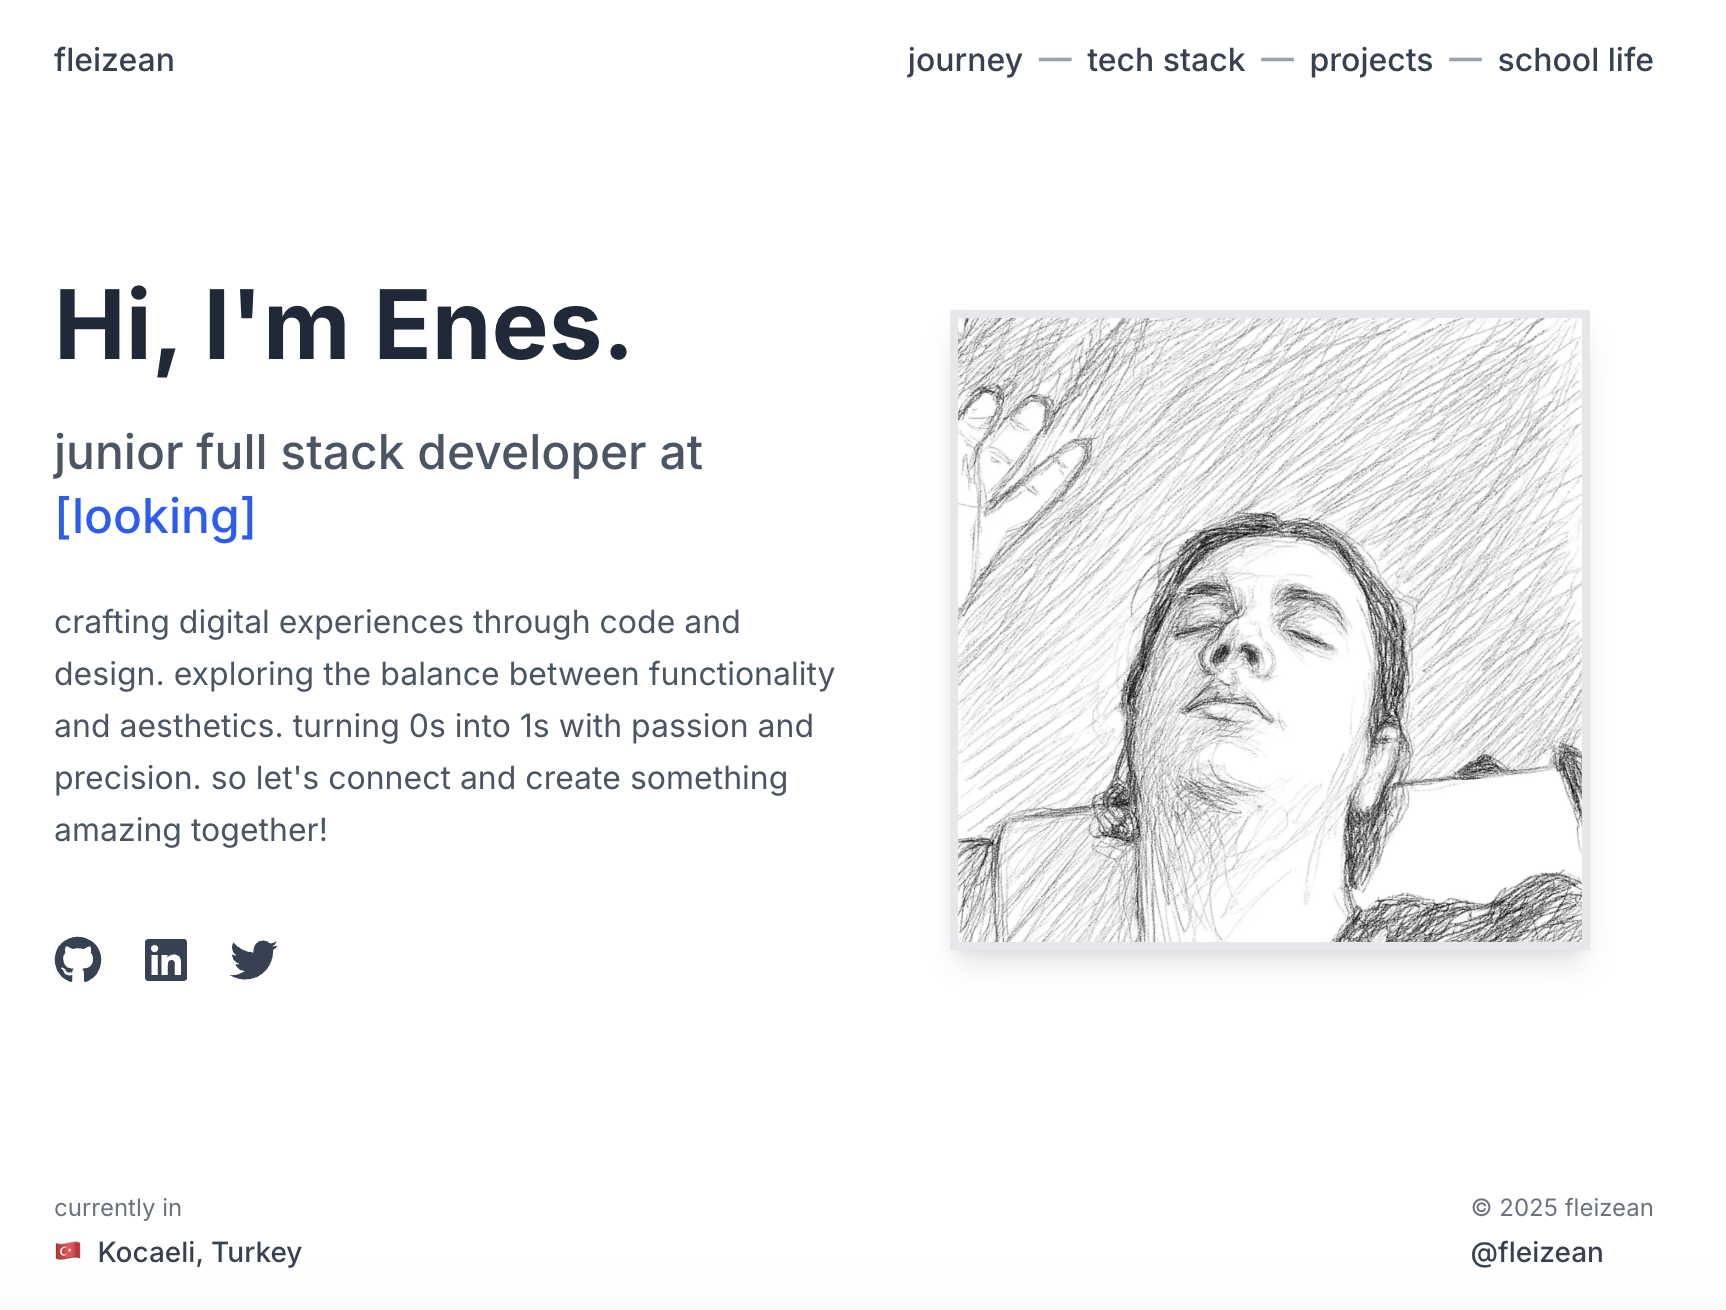 fleizean
journey — tech stack — projects — school life
Hi, I'm Enes.
junior full stack developer at
[looking]
crafting digital experiences through code and
design. exploring the balance between functionality
and aesthetics. turning 0s into 1s with passion and
precision. so let's connect and create something
amazing together!
in
currently in
Kocaeli, Turkey
© 2025 fleizean
@fleizean